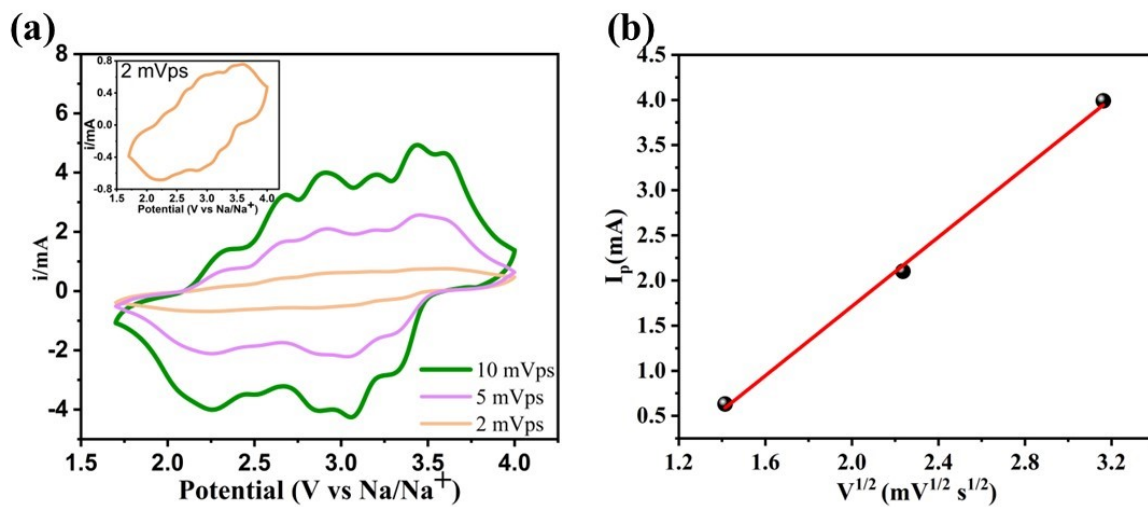 (a)
8
6
4
2
0
-2
-4
i/mA
1.5 2.0 2.5 3.0 3.5 4.0
Potential (V vs Na/Na+)
2 mVps
0.8
0.4
0.0
-0.4
-0.8
i/mA
1.5 2.0 2.5 3.0 3.5 4.0
Potential (V vs Na/Na+)
10 mVps
5 mVps
2 mVps
(b)
4.5
4.0
3.5
3.0
2.5
2.0
1.5
1.0
0.5
Ip(mA)
1.2 1.6 2.0 2.4 2.8 3.2
V1/2 (mV1/2 s1/2)